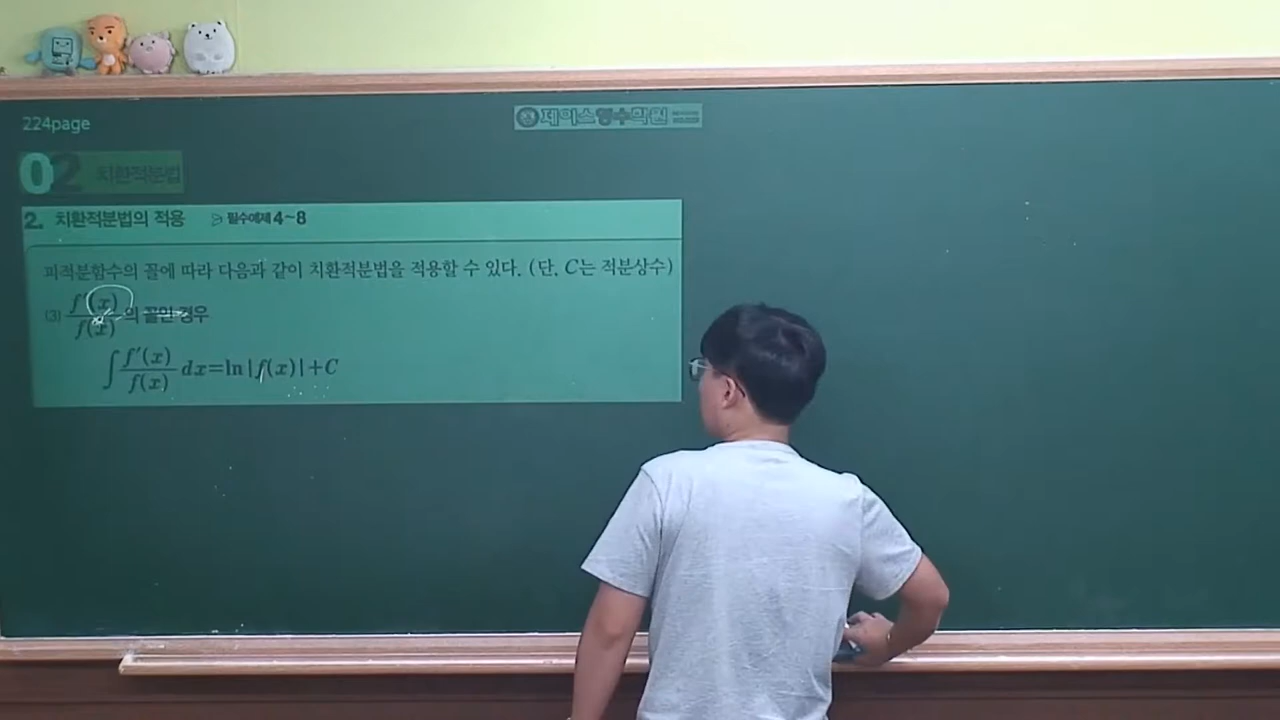 224page
제이스영수학원
02 치환적분법
2. 치환적분법의 적용 필수예제 4~8
피적분함수의 꼴에 따라 다음과 같이 치환적분법을 적용할 수 있다. (단, C는 적분상수)
(3) f'(x)/f(x) 의 꼴인 경우
∫ f'(x)/f(x) dx=ln|f(x)|+C